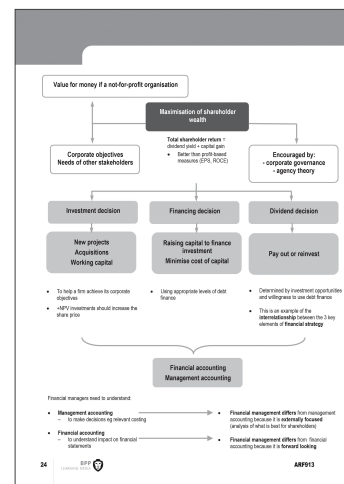 Value for money if a not-for-profit organisation
Maximisation of shareholder
wealth
Corporate objectives
Needs of other stakeholders
Total shareholder return =
dividend yield + capital gain
• Better than profit-based
measures (EPS, ROCE)
Encouraged by:
- corporate governance
- agency theory
Investment decision
Financing decision
Dividend decision
New projects
Acquisitions
Working capital
Raising capital to finance
investment
Minimise cost of capital
Pay out or reinvest
• To help a firm achieve its corporate
objectives
• +NPV investments should increase the
share price
• Using appropriate levels of debt
finance
• Determined by investment opportunities
and willingness to use debt finance
• This is an example of the
interrelationship between the 3 key
elements of financial strategy
Financial accounting
Management accounting
Financial managers need to understand:
• Management accounting
– to make decisions eg relevant costing
• Financial management differs from management
accounting because it is externally focused
(analysis of what is best for shareholders)
• Financial accounting
– to understand impact on financial
statements
• Financial management differs from financial
accounting because it is forward looking
24
BPP
LEARNING MEDIA
ARF913